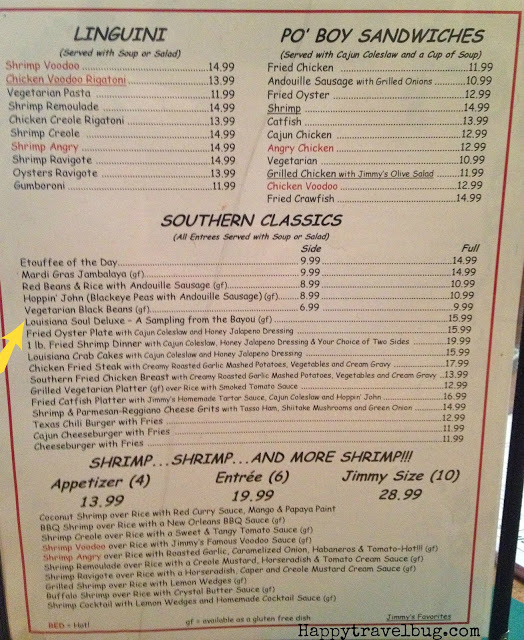 LINGUINI
(Served with Soup or Salad)
Shrimp Voodoo 14.99
Chicken Voodoo Rigatoni 13.99
Vegetarian Pasta 11.99
Shrimp Remoulade 14.99
Chicken Creole Rigatoni 13.99
Shrimp Creole 14.99
Shrimp Angry 14.99
Shrimp Ravigote 14.99
Oysters Ravigote 13.99
Gumboroni 11.99
PO' BOY SANDWICHES
(Served with Cajun Coleslaw and a Cup of Soup)
Fried Chicken 11.99
Andouille Sausage with Grilled Onions 10.99
Fried Oyster 12.99
Shrimp 14.99
Catfish 13.99
Cajun Chicken 12.99
Angry Chicken 12.99
Vegetarian 10.99
Grilled Chicken with Jimmy's Olive Salad 11.99
Chicken Voodoo 12.99
Fried Crawfish 14.99
SOUTHERN CLASSICS
(All Entrees Served with Soup or Salad)
Side Full
Etouffee of the Day 9.99 14.99
Mardi Gras Jambalaya (gf) 9.99 14.99
Red Beans & Rice with Andouille Sausage (gf) 8.99 10.99
Hoppin' John (Blackeye Peas with Andouille Sausage) (gf) 8.99 10.99
Vegetarian Black Beans (gf) 6.99 9.99
Louisiana Soul Deluxe - A Sampling from the Bayou (gf) 15.99
Fried Oyster Plate with Cajun Coleslaw and Honey Jalapeno Dressing 15.99
1 lb. Fried Shrimp Dinner with Cajun Coleslaw, Honey Jalapeno Dressing & Your Choice of Two Sides 19.99
Louisiana Crab Cakes with Cajun Coleslaw and Honey Jalapeno Dressing 15.99
Chicken Fried Steak with Creamy Roasted Garlic Mashed Potatoes, Vegetables and Cream Gravy 17.99
Southern Fried Chicken Breast with Creamy Roasted Garlic Mashed Potatoes, Vegetables and Cream Gravy 13.99
Grilled Vegetarian Platter (gf) over Rice with Smoked Tomato Sauce 12.99
Fried Catfish Platter with Jimmy's Homemade Tartar Sauce, Cajun Coleslaw and Hoppin' John 16.99
Shrimp & Parmesan-Reggiano Cheese Grits with Tasso Ham, Shiitake Mushrooms and Green Onion 14.99
Texas Chili Burger with Fries 12.99
Cajun Cheeseburger with Fries 11.99
Cheeseburger with Fries 11.99
SHRIMP...SHRIMP...AND MORE SHRIMP!!!
Appetizer (4) Entrée (6) Jimmy Size (10)
13.99 19.99 28.99
Coconut Shrimp over Rice with Red Curry Sauce, Mango & Papaya Paint
BBQ Shrimp over Rice with a New Orleans BBQ Sauce (gf)
Shrimp Creole over Rice with a Sweet & Tangy Tomato Sauce (gf)
Shrimp Voodoo over Rice with Jimmy's Famous Voodoo Sauce (gf)
Shrimp Angry over Rice with Roasted Garlic, Caramelized Onion, Habaneros & Tomato-Hot!!! (gf)
Shrimp Remoulade over Rice with a Creole Mustard, Horseradish & Tomato Cream Sauce (gf)
Shrimp Ravigote over Rice with a Horseradish, Caper and Creole Mustard Cream Sauce (gf)
Grilled Shrimp over Rice with Lemon Wedges (gf)
Buffalo Shrimp over Rice with Crystal Butter Sauce (gf)
Shrimp Cocktail with Lemon Wedges and Homemade Cocktail Sauce (gf)
RED = Hot! gf = available as a gluten free dish Jimmy's Favorites
Happytravelbug.com